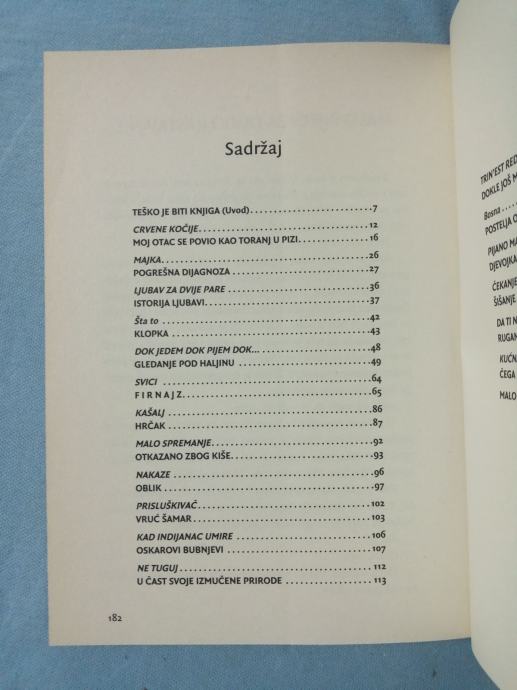 Sadržaj
TEŠKO JE BITI KNJIGA (Uvod)..............................7
CRVENE KOČIJE..............................12
MOJ OTAC SE POVIO KAO TORANJ U PIZI..............................16
MAJKA..............................26
POGREŠNA DIJAGNOZA..............................27
LJUBAV ZA DVIJE PARE..............................36
ISTORIJA LJUBAVI..............................37
Šta to..............................42
KLOPKA..............................43
DOK JEDEM DOK PIJEM DOK..............................48
GLEDANJE POD HALJINU..............................49
SVICI..............................64
F I R N A J Z..............................65
KAŠALJ..............................86
HRČAK..............................87
MALO SPREMANJE..............................92
OTKAZANO ZBOG KIŠE..............................93
NAKAZE..............................96
OBLIK..............................97
PRISLUŠKIVAČ..............................102
VRUĆ ŠAMAR..............................103
KAD INDIJANAC UMIRE..............................106
OSKAROVI BUBNJEVI..............................107
NE TUGUJ..............................112
U ČAST SVOJE IZMUČENE PRIRODE..............................113
182
TRIN'EST
DOKLE JOŠ
Bosna
POSTELJA
PIJANO
DJEVOJKA
ČEKANJE
ŠIŠANJE
DA TI
ČEGA
MALO